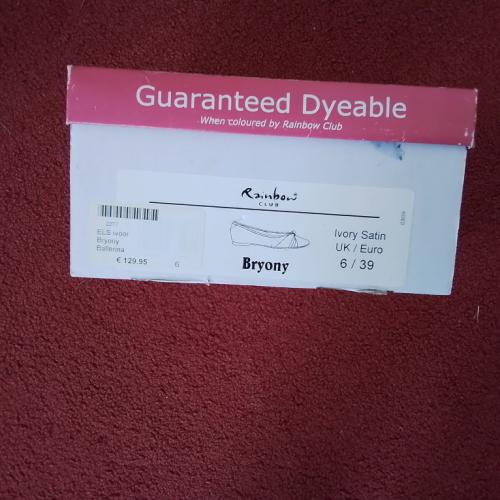 Guaranteed Dyeable
When coloured by Rainbow Club
Rainbow
CLUB
2277
ELS ivoor
Bryony
Ballerina
€ 129.95 6
Bryony
Ivory Satin
UK / Euro
6 / 39